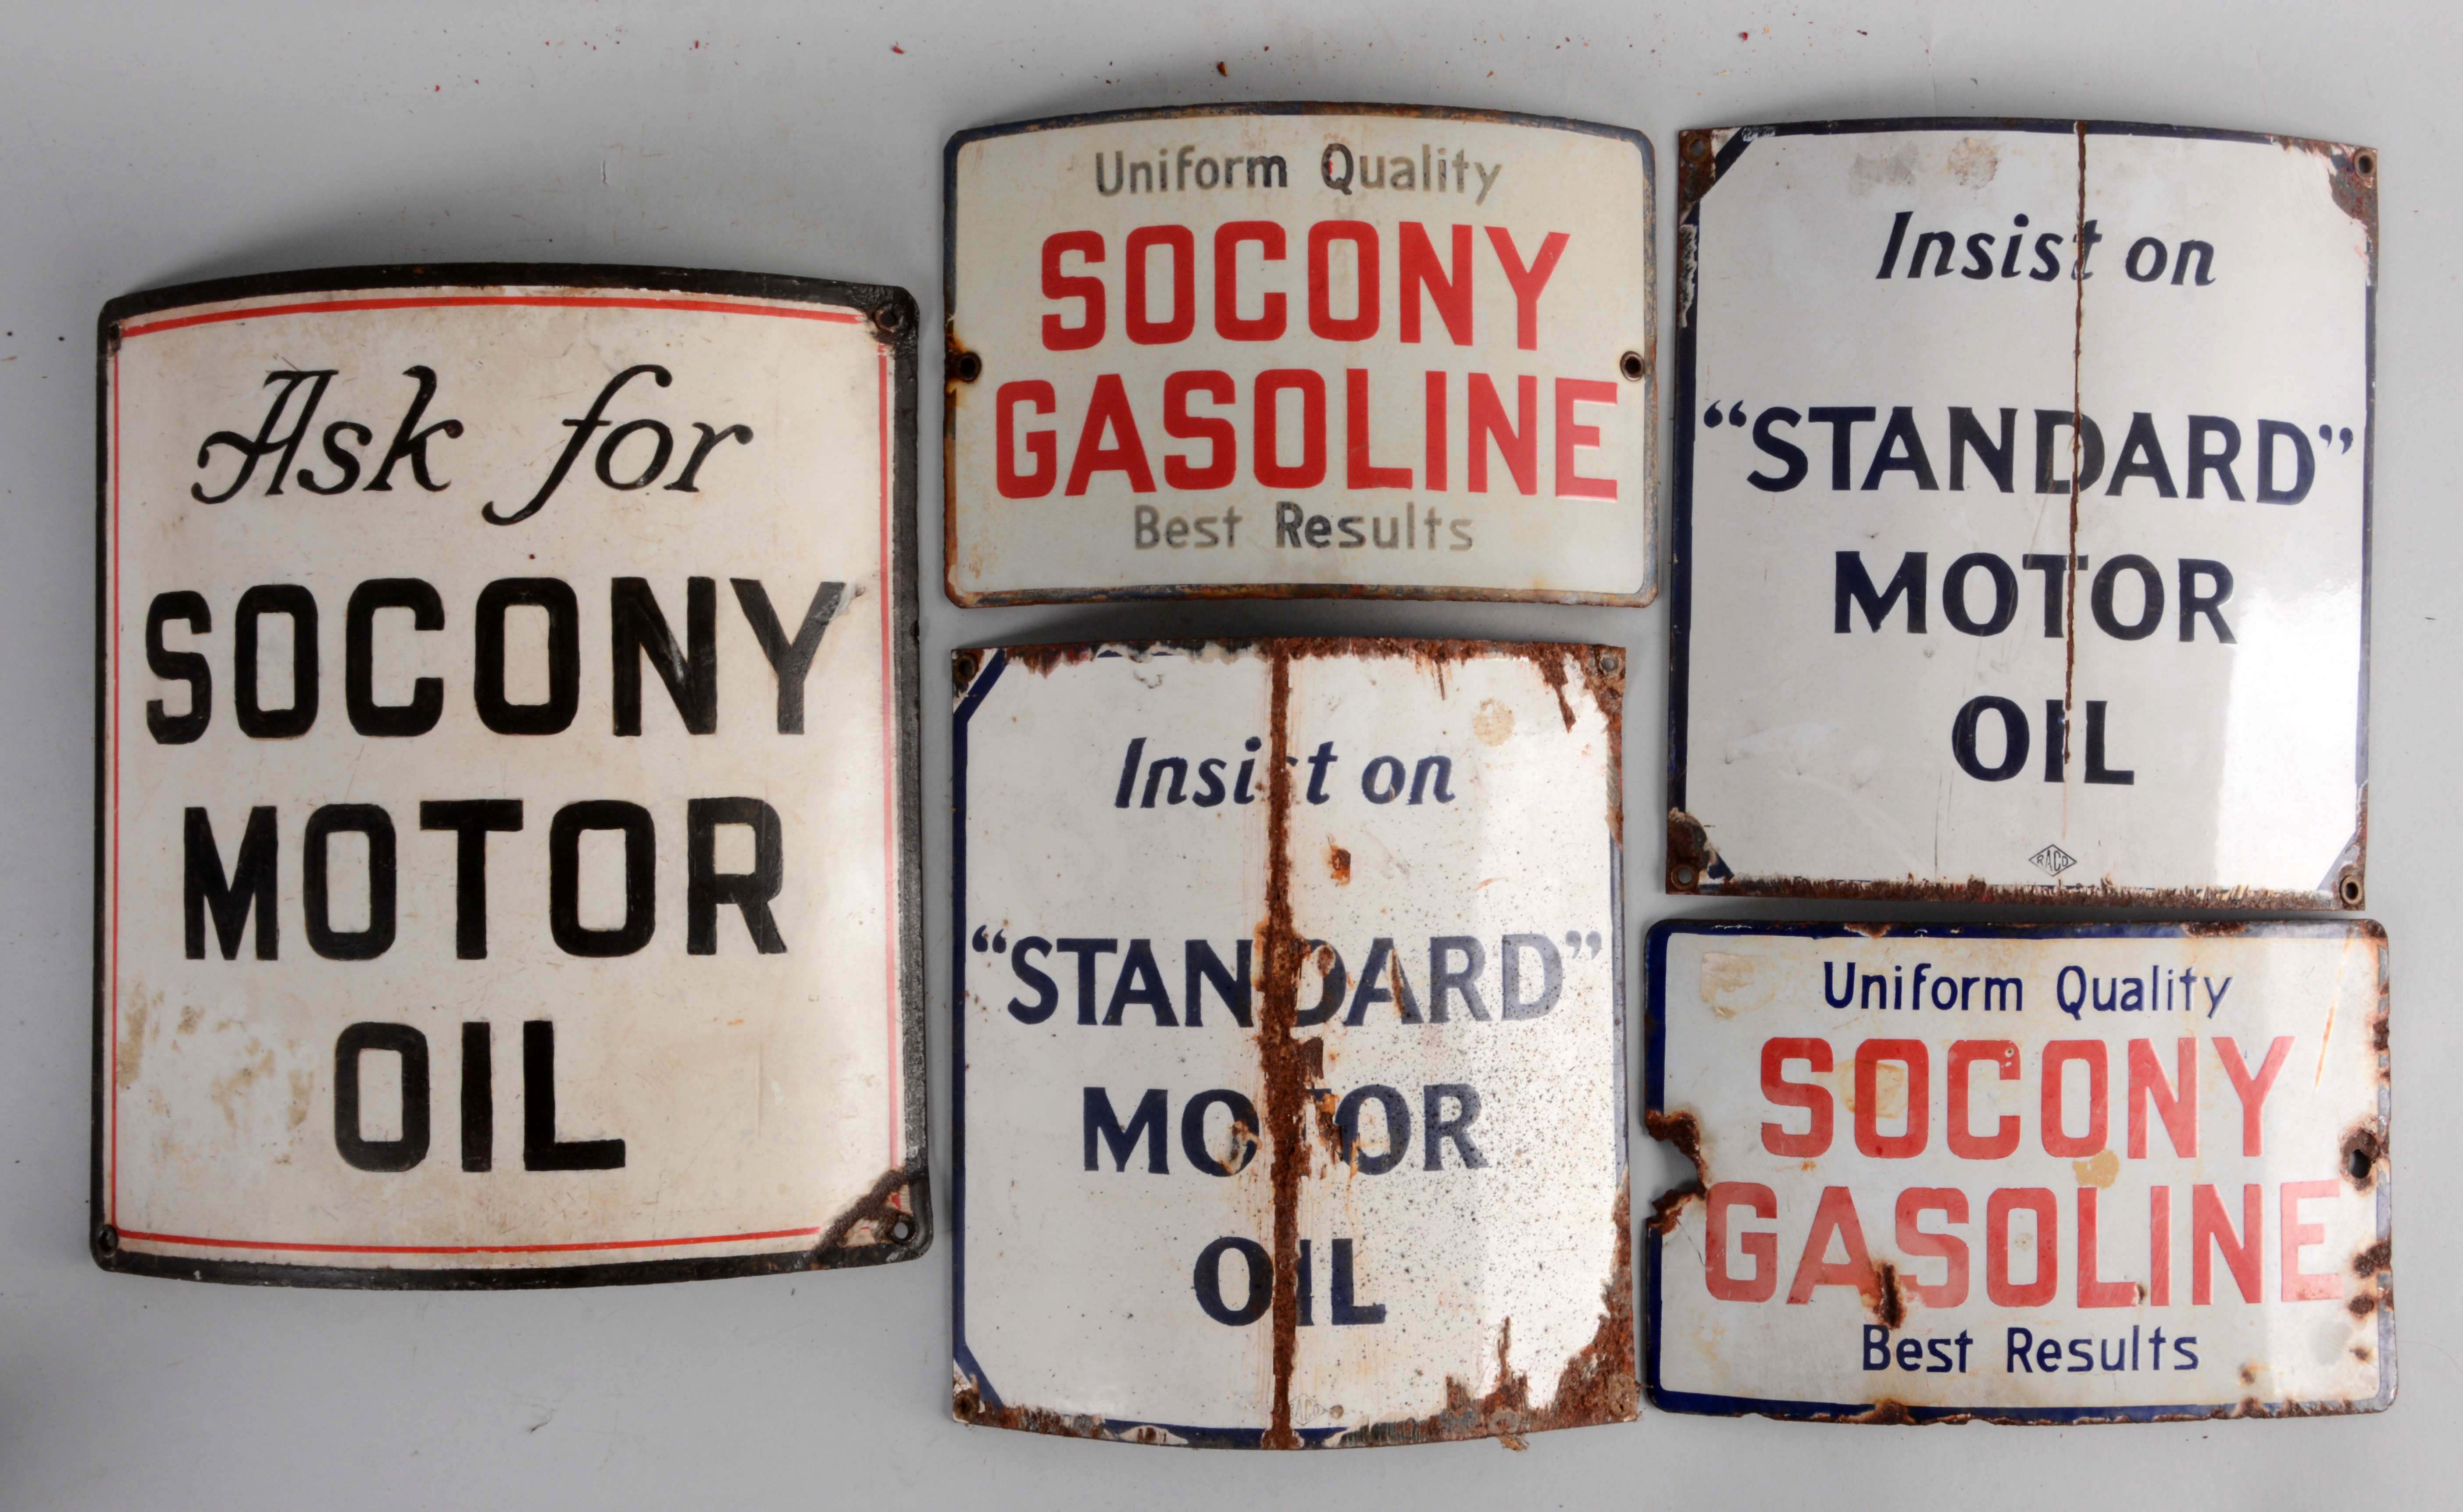 Ask for
SOCONY
MOTOR
OIL
Uniform Quality
SOCONY
GASOLINE
Best Results
Insist on
"STANDARD"
MOTOR
OIL
Insist on
“STANDARD”
MOTOR
OIL
RACO
Uniform Quality
SOCONY
GASOLINE
Best Results